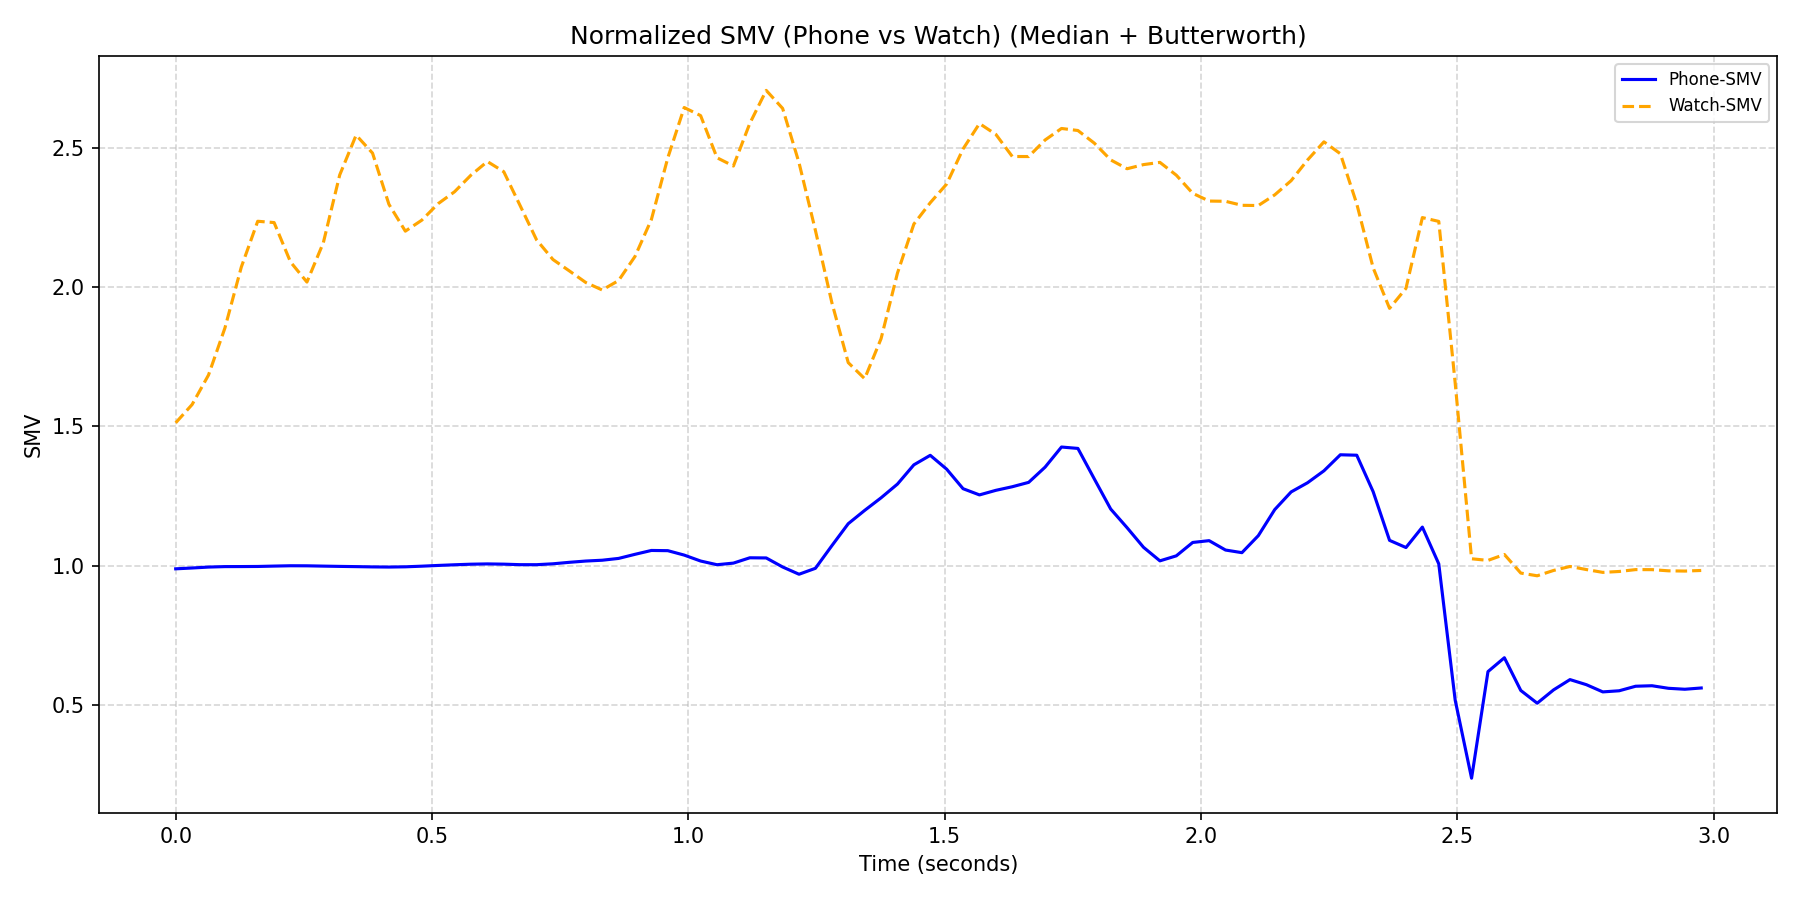 Normalized SMV (Phone vs Watch) (Median + Butterworth)
Phone-SMV
Watch-SMV
2.5
2.0
1.5
1.0
0.5
SMV
0.0 0.5 1.0 1.5 2.0 2.5 3.0
Time (seconds)